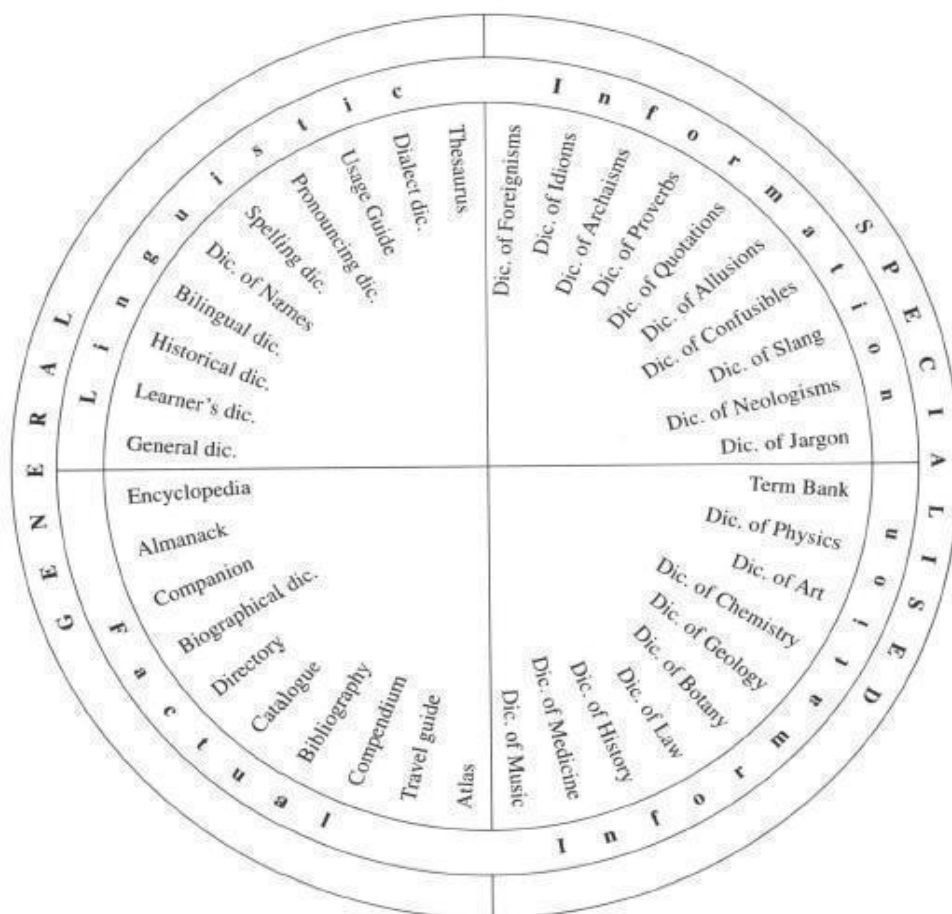 GENERAL
SPECIALISED
Linguistic
Information
Factual
Information
Thesaurus
Dialect dic.
Usage Guide
Pronouncing dic.
Spelling dic.
Dic. of Names
Bilingual dic.
Historical dic.
Learner's dic.
General dic.
Dic. of Foreignisms
Dic. of Idioms
Dic. of Archaisms
Dic. of Proverbs
Dic. of Quotations
Dic. of Allusions
Dic. of Confusibles
Dic. of Slang
Dic. of Neologisms
Dic. of Jargon
Encyclopedia
Almanack
Companion
Biographical dic.
Directory
Catalogue
Bibliography
Compendium
Travel guide
Atlas
Term Bank
Dic. of Physics
Dic. of Art
Dic. of Chemistry
Dic. of Geology
Dic. of Botany
Dic. of Law
Dic. of History
Dic. of Medicine
Dic. of Music